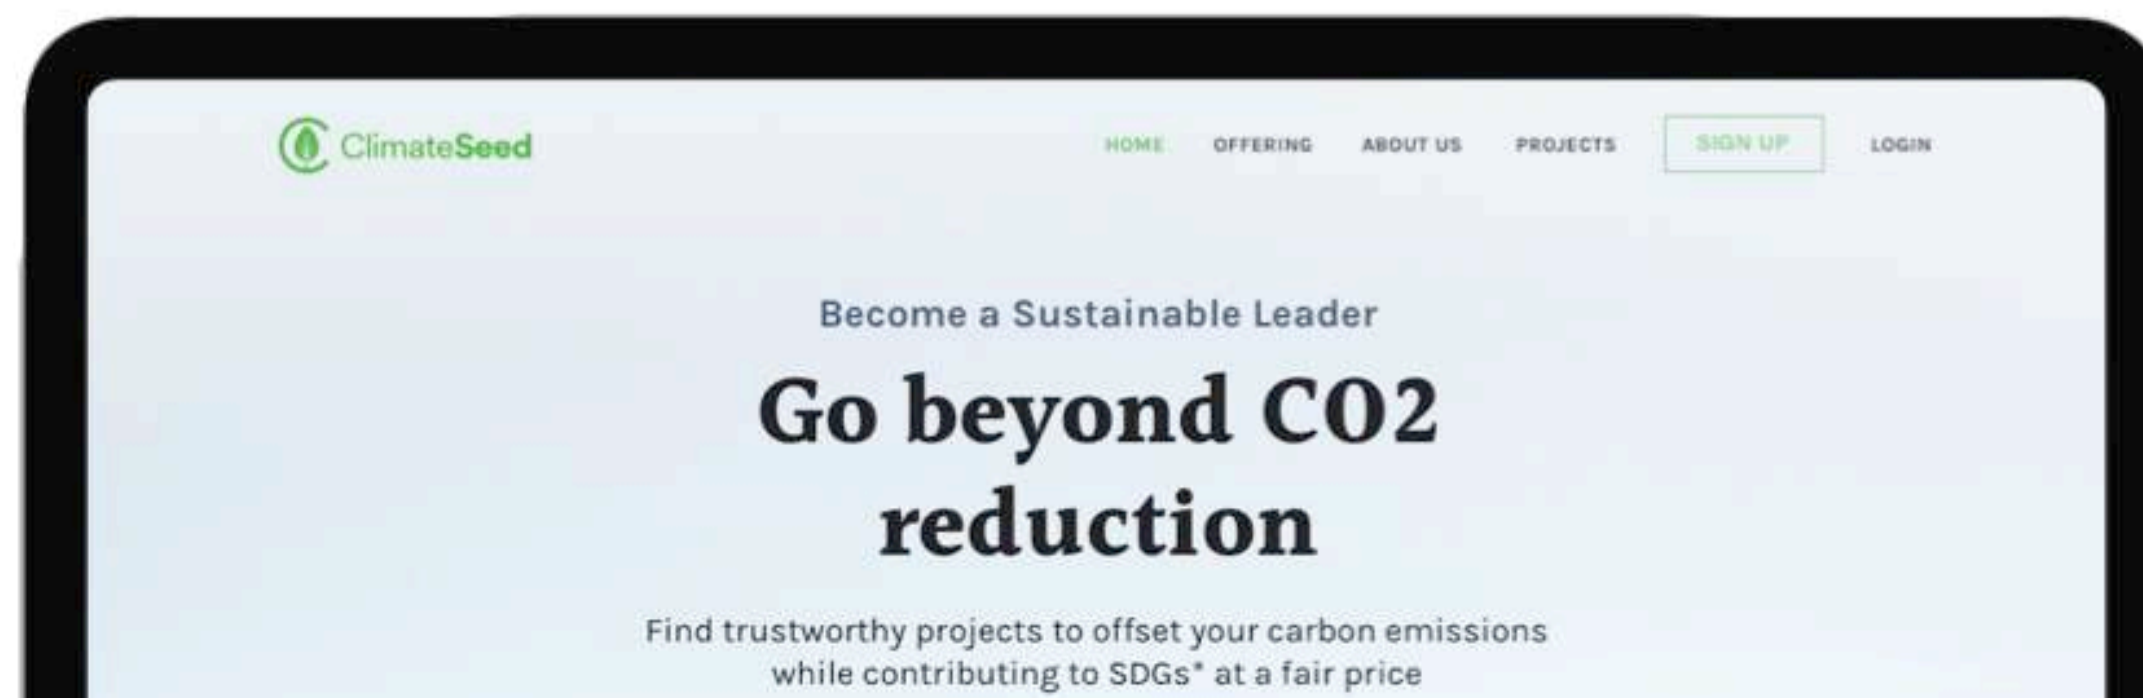 ClimateSeed
HOME OFFERING ABOUT US PROJECTS SIGN UP LOGIN
Become a Sustainable Leader
Go beyond CO2
reduction
Find trustworthy projects to offset your carbon emissions
while contributing to SDGs* at a fair price